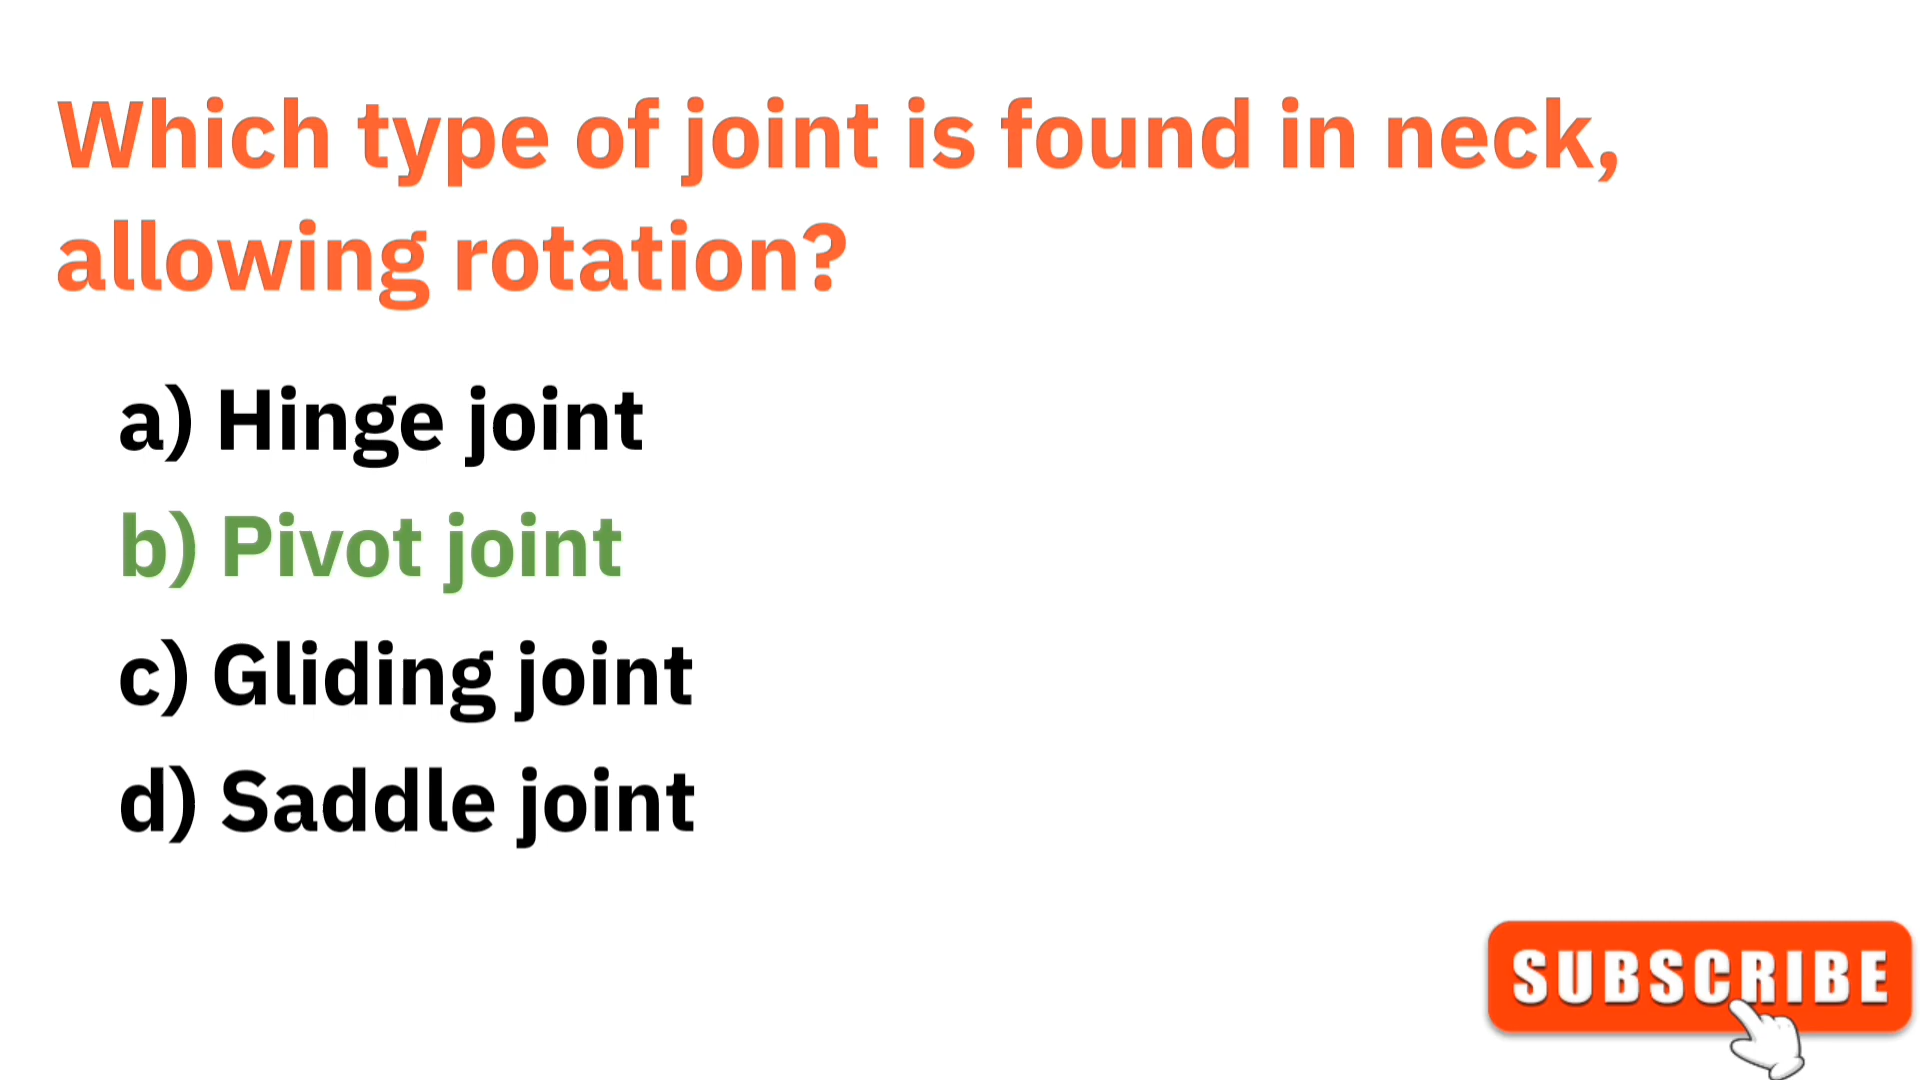 Which type of joint is found in neck,
allowing rotation?
a) Hinge joint
b) Pivot joint
c) Gliding joint
d) Saddle joint
SUBSCRIBE